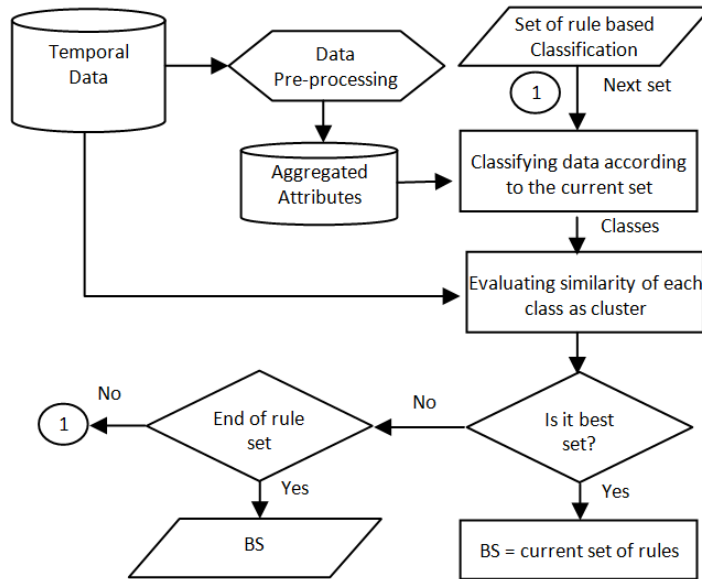 Temporal
Data
Data
Pre-processing
Set of rule based
Classification
1
Next set
Aggregated
Attributes
Classifying data according
to the current set
Classes
Evaluating similarity of each
class as cluster
No
1
End of rule
set
No
Is it best
set?
Yes
Yes
BS
BS = current set of rules